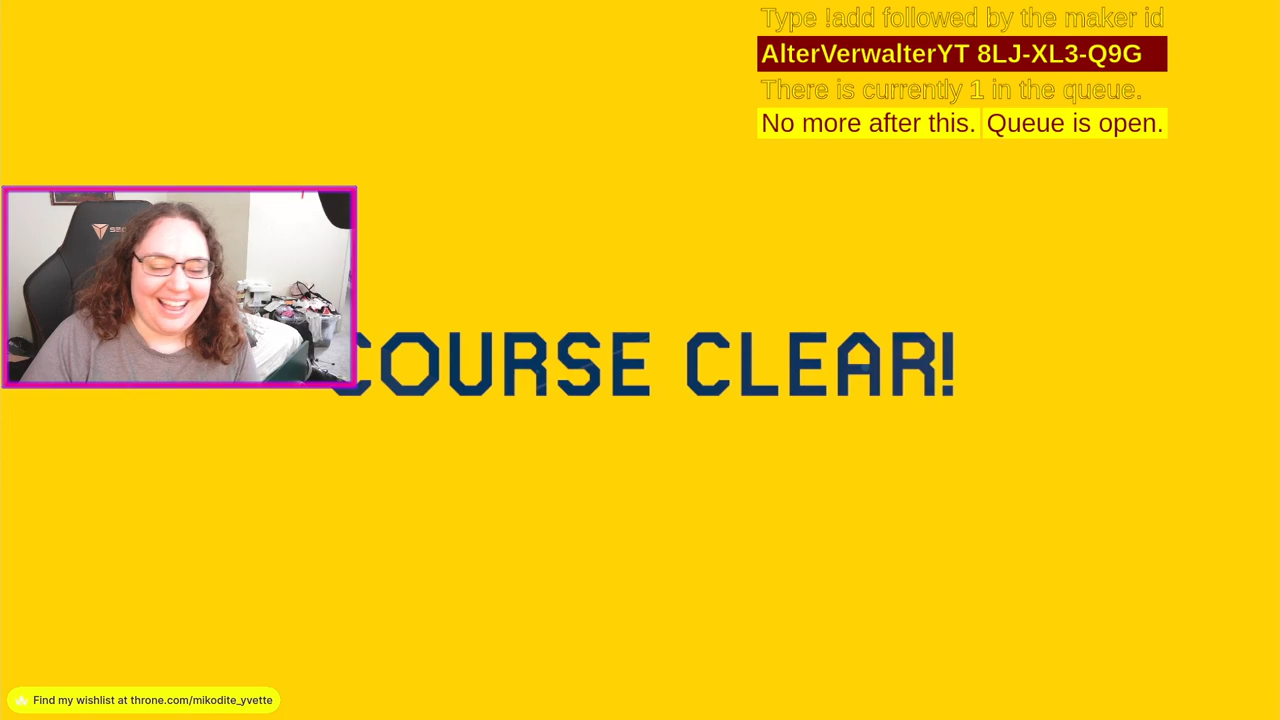 Type !add followed by the maker id
AlterVerwalterYT 8LJ-XL3-Q9G
There is currently 1 in the queue.
No more after this. Queue is open.
COURSE CLEAR!
Find my wishlist at throne.com/mikodite_yvette